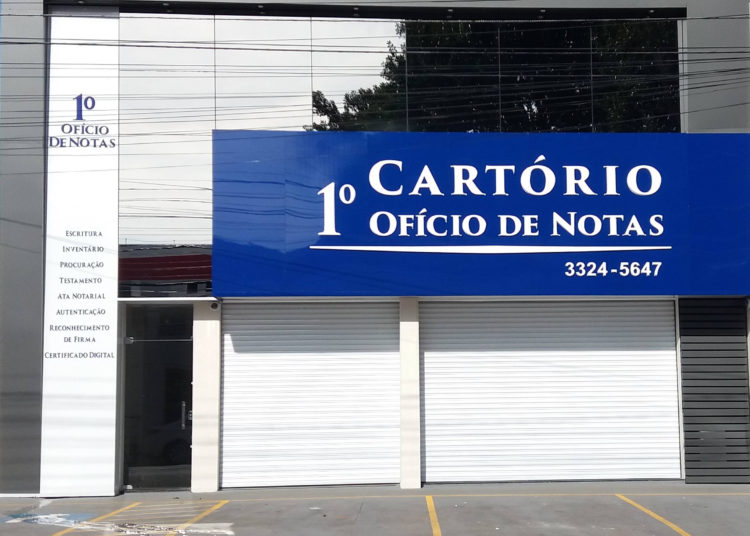 1º
OFÍCIO
DE NOTAS
ESCRITURA
INVENTÁRIO
PROCURAÇÃO
TESTAMENTO
ATA NOTARIAL
AUTENTICAÇÃO
RECONHECIMENTO
DE FIRMA
CERTIFICADO DIGITAL
1º CARTÓRIO
OFÍCIO DE NOTAS
3324-5647